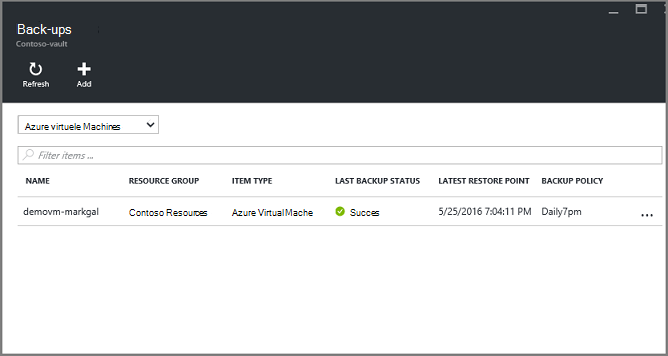 Back-ups
Contoso-vault
Refresh Add
Azure virtuele Machines
Filter items ...
NAME RESOURCE GROUP ITEM TYPE LAST BACKUP STATUS LATEST RESTORE POINT BACKUP POLICY
demovm-markgal Contoso Resources Azure Virtual Mache Succes 5/25/2016 7:04:11 PM Daily7pm ...